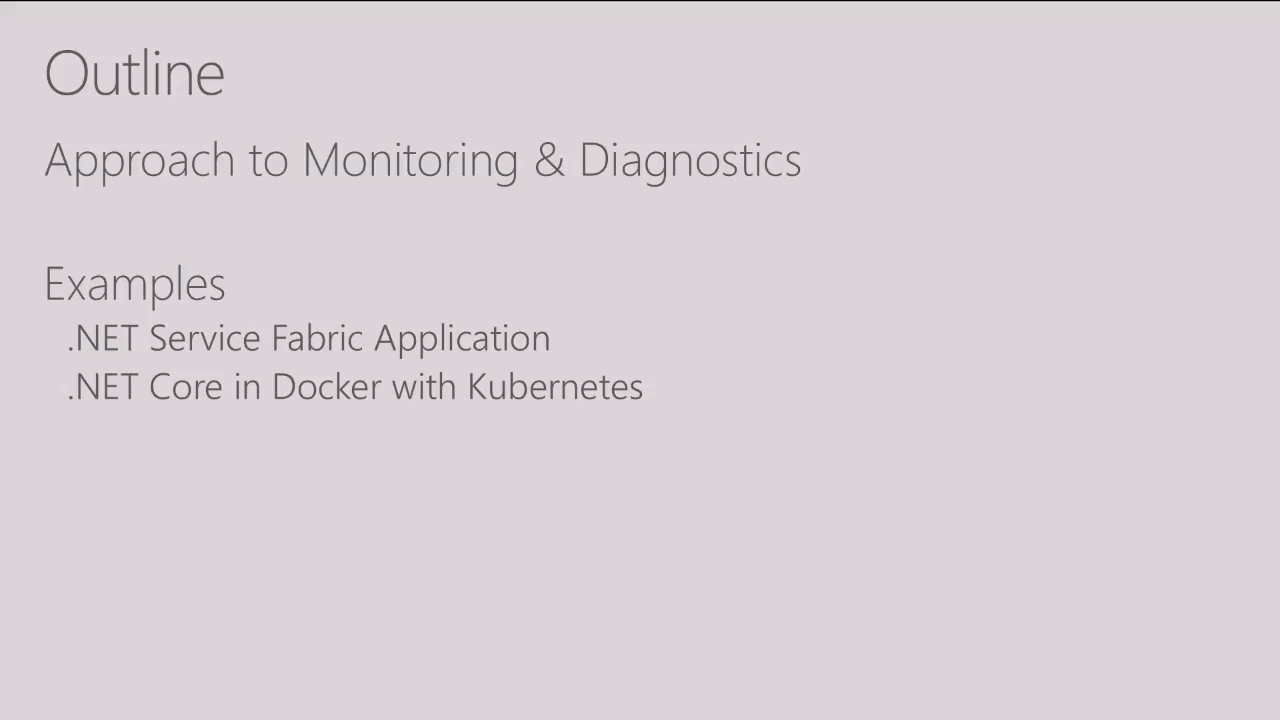 Outline
Approach to Monitoring & Diagnostics
Examples
.NET Service Fabric Application
.NET Core in Docker with Kubernetes